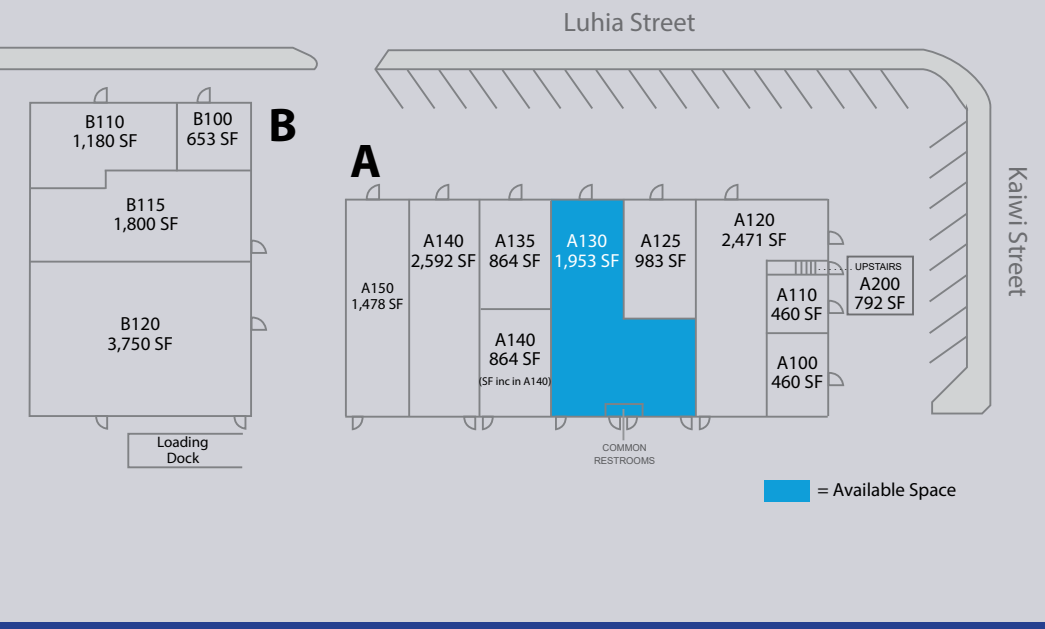 Luhia Street
Kaiwi Street
B
B110
1,180 SF
B100
653 SF
B115
1,800 SF
B120
3,750 SF
Loading
Dock
A
A150
1,478 SF
A140
2,592 SF
A135
864 SF
A140
864 SF
(SF inc in A140)
A130
1,953 SF
A125
983 SF
A120
2,471 SF
A110
460 SF
A100
460 SF
UPSTAIRS
A200
792 SF
COMMON
RESTROOMS
= Available Space